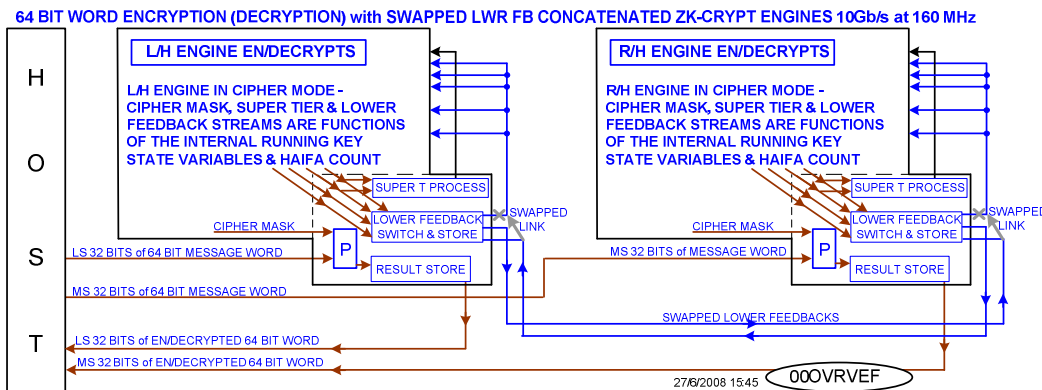 64 BIT WORD ENCRYPTION (DECRYPTION) with SWAPPED LWR FB CONCATENATED ZK-CRYPT ENGINES 10Gb/s at 160 MHz
H
O
S
T
L/H ENGINE EN/DECRYPTS
L/H ENGINE IN CIPHER MODE -
CIPHER MASK, SUPER TIER & LOWER
FEEDBACK STREAMS ARE FUNCTIONS
OF THE INTERNAL RUNNING KEY
STATE VARIABLES & HAIFA COUNT
SUPER T PROCESS
LOWER FEEDBACK
SWITCH & STORE
SWAPPED
LINK
CIPHER MASK
P
RESULT STORE
LS 32 BITS of 64 BIT MESSAGE WORD
MS 32 BITS of 64 BIT MESSAGE WORD
R/H ENGINE EN/DECRYPTS
R/H ENGINE IN CIPHER MODE -
CIPHER MASK, SUPER TIER & LOWER
FEEDBACK STREAMS ARE FUNCTIONS
OF THE INTERNAL RUNNING KEY
STATE VARIABLES & HAIFA COUNT
SUPER T PROCESS
LOWER FEEDBACK
SWITCH & STORE
SWAPPED
LINK
CIPHER MASK
P
RESULT STORE
MS 32 BITS of MESSAGE WORD
SWAPPED LOWER FEEDBACKS
LS 32 BITS of EN/DECRYPTED 64 BIT WORD
MS 32 BITS of EN/DECRYPTED 64 BIT WORD
27/6/2008 15:45
00OVRVEF